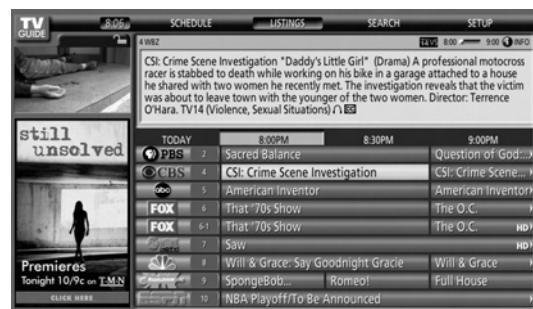 TV GUIDE
8:06
SCHEDULE
LISTINGS
SEARCH
SETUP
4 WBZ
8:00
9:00
INFO
CSI: Crime Scene Investigation "Daddy's Little Girl" (Drama) A professional motocross
racer is stabbed to death while working on his bike in a garage attached to a house
he shared with two women he recently met. The investigation reveals that the victim
was about to leave town with the younger of the two women. Director: Terrence
O'Hara. TV14 (Violence, Sexual Situations)
still
unsolved
Premieres
Tonight 10/9c on T-M-N
CLICK HERE
TODAY 8:00PM 8:30PM 9:00PM
PBS 2 Sacred Balance Question of God:...
CBS 4 CSI: Crime Scene Investigation CSI: Crime Scene...
abc 5 American Inventor American Inventor
FOX 6 That '70s Show The O.C.
FOX 6-1 That '70s Show The O.C. HD
7 Saw HD
8 Will & Grace: Say Goodnight Gracie Will & Grace
9 SpongeBob... Romeo! Full House
10 NBA Playoff/To Be Announced